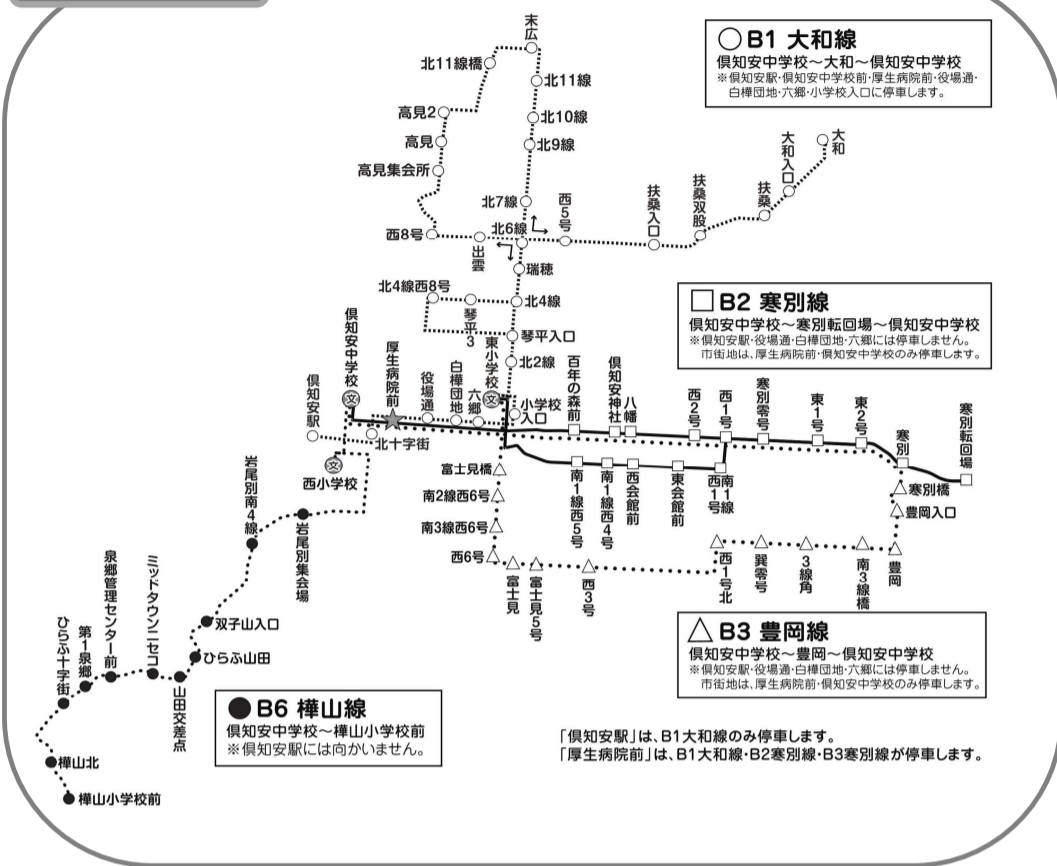 ○ B1 大和線
倶知安中学校～大和～倶知安中学校
※倶知安駅・倶知安中学校前・厚生病院前・役場通・
白樺団地・六郷・小学校入口に停車します。
末広
北11線橋
北11線
高見2
北10線
高見
北9線
高見集会所
大和
大和入口
扶桑
扶桑双股
扶桑入口
北7線
西5号
北6線
西8号
出雲
瑞穂
北4線西8号
北4線
琴平3
琴平入口
北2線
□ B2 寒別線
倶知安中学校～寒別転回場～倶知安中学校
※倶知安駅・役場通・白樺団地・六郷には停車しません。
市街地は、厚生病院前・倶知安中学校のみ停車します。
倶知安中学校
文
倶知安駅
厚生病院前
役場通
白樺団地
六郷
東小学校
文
小学校
入口
北十字街
文
西小学校
百年の森前
倶知安神社
八幡
西2号
西1号
寒別零号
東1号
東2号
寒別
寒別転回場
富士見橋
南1線西5号
南1線西4号
西会館前
東会館前
南1線
西1号
寒別橋
豊岡入口
南2線西6号
南3線西6号
西6号
富士見
富士見5号
西3号
西1号北
巽零号
3線角
南3線橋
豊岡
岩尾別南4線
岩尾別集会場
双子山入口
ひらふ山田
山田交差点
ミッドタウンニセコ
泉郷管理センター前
第1泉郷
ひらふ十字街
樺山北
樺山小学校前
△ B3 豊岡線
倶知安中学校～豊岡～倶知安中学校
※倶知安駅・役場通・白樺団地・六郷には停車しません。
市街地は、厚生病院前・倶知安中学校のみ停車します。
● B6 樺山線
倶知安中学校～樺山小学校前
※倶知安駅には向かいません。
「倶知安駅」は、B1大和線のみ停車します。
「厚生病院前」は、B1大和線・B2寒別線・B3寒別線が停車します。